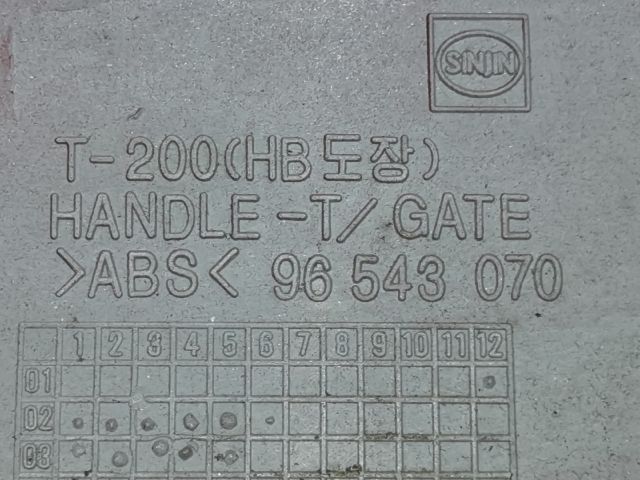 SINJIN
T-200(HB도장)
HANDLE-T/GATE
>ABS< 96 543 070
1 2 3 4 5 6 7 8 9 10 11 12
01
02
03